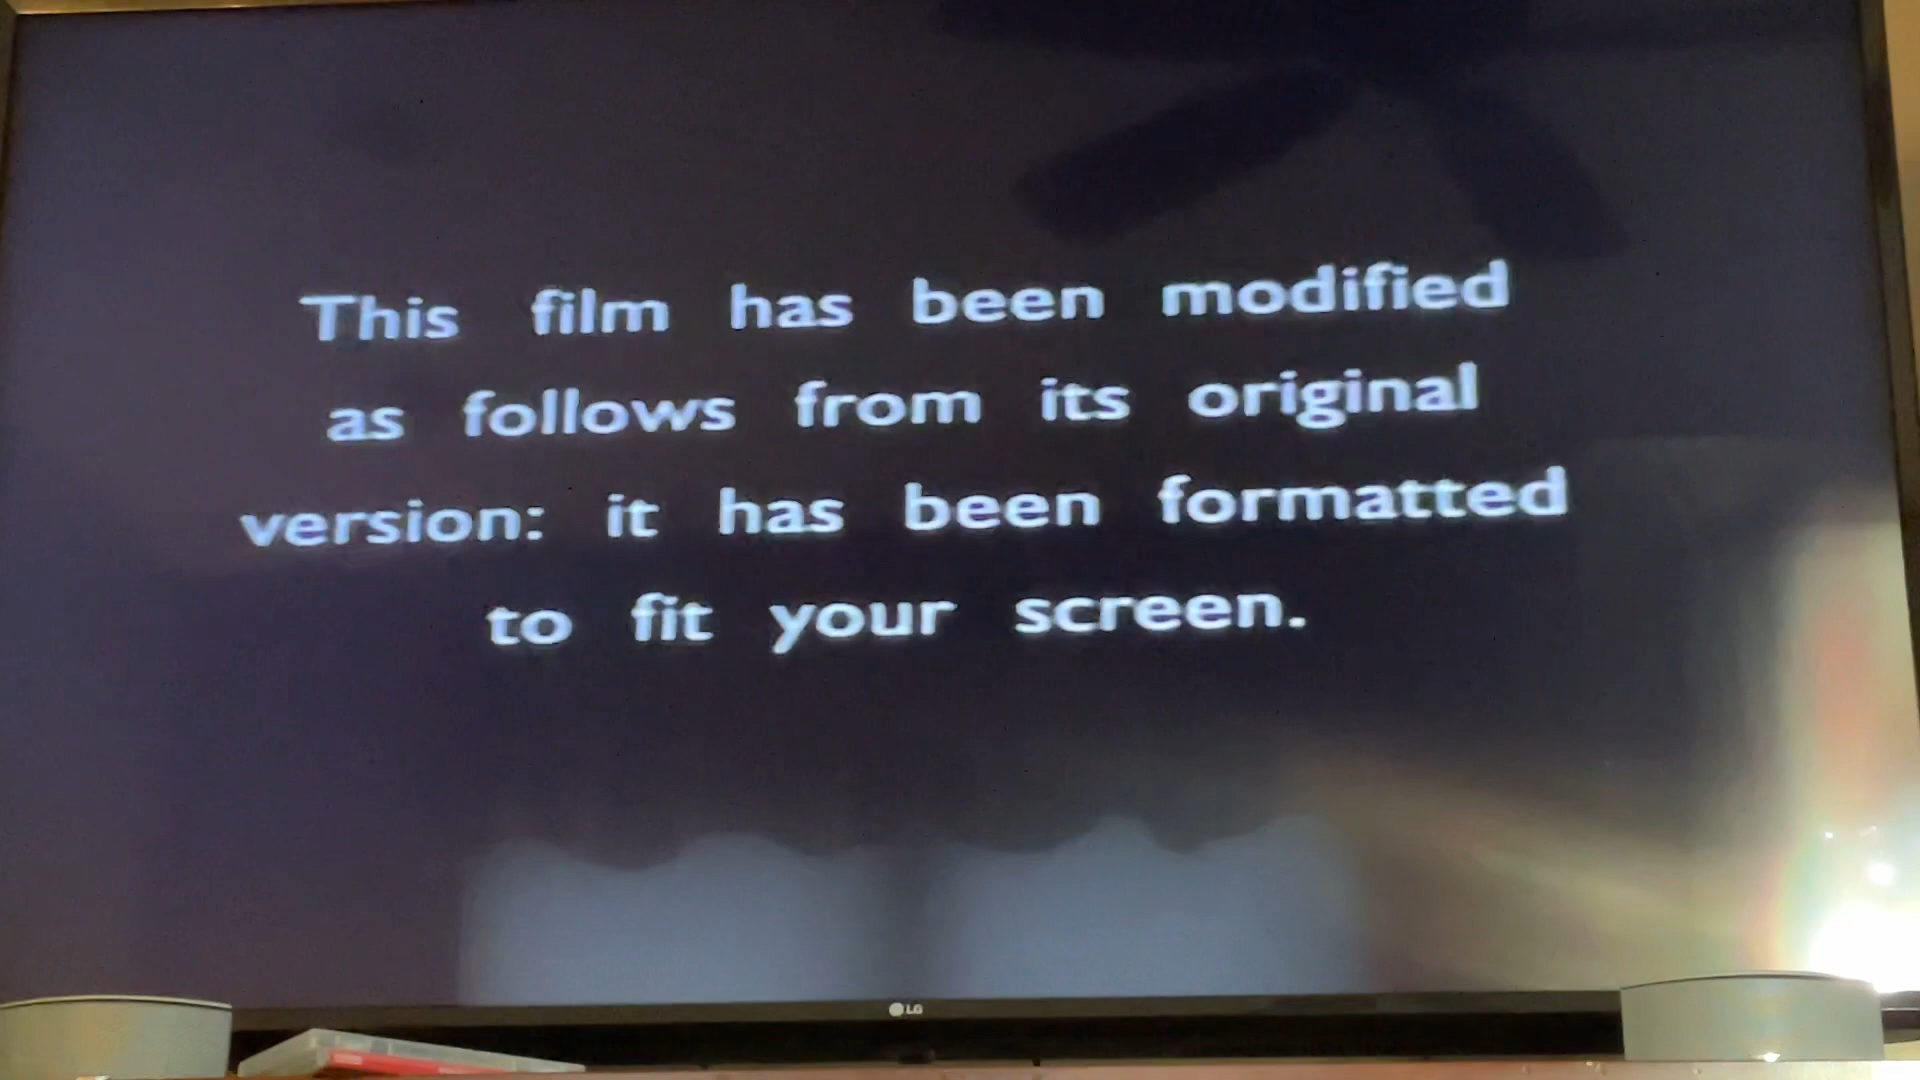 This film has been modified
as follows from its original
version: it has been formatted
to fit your screen.
LG